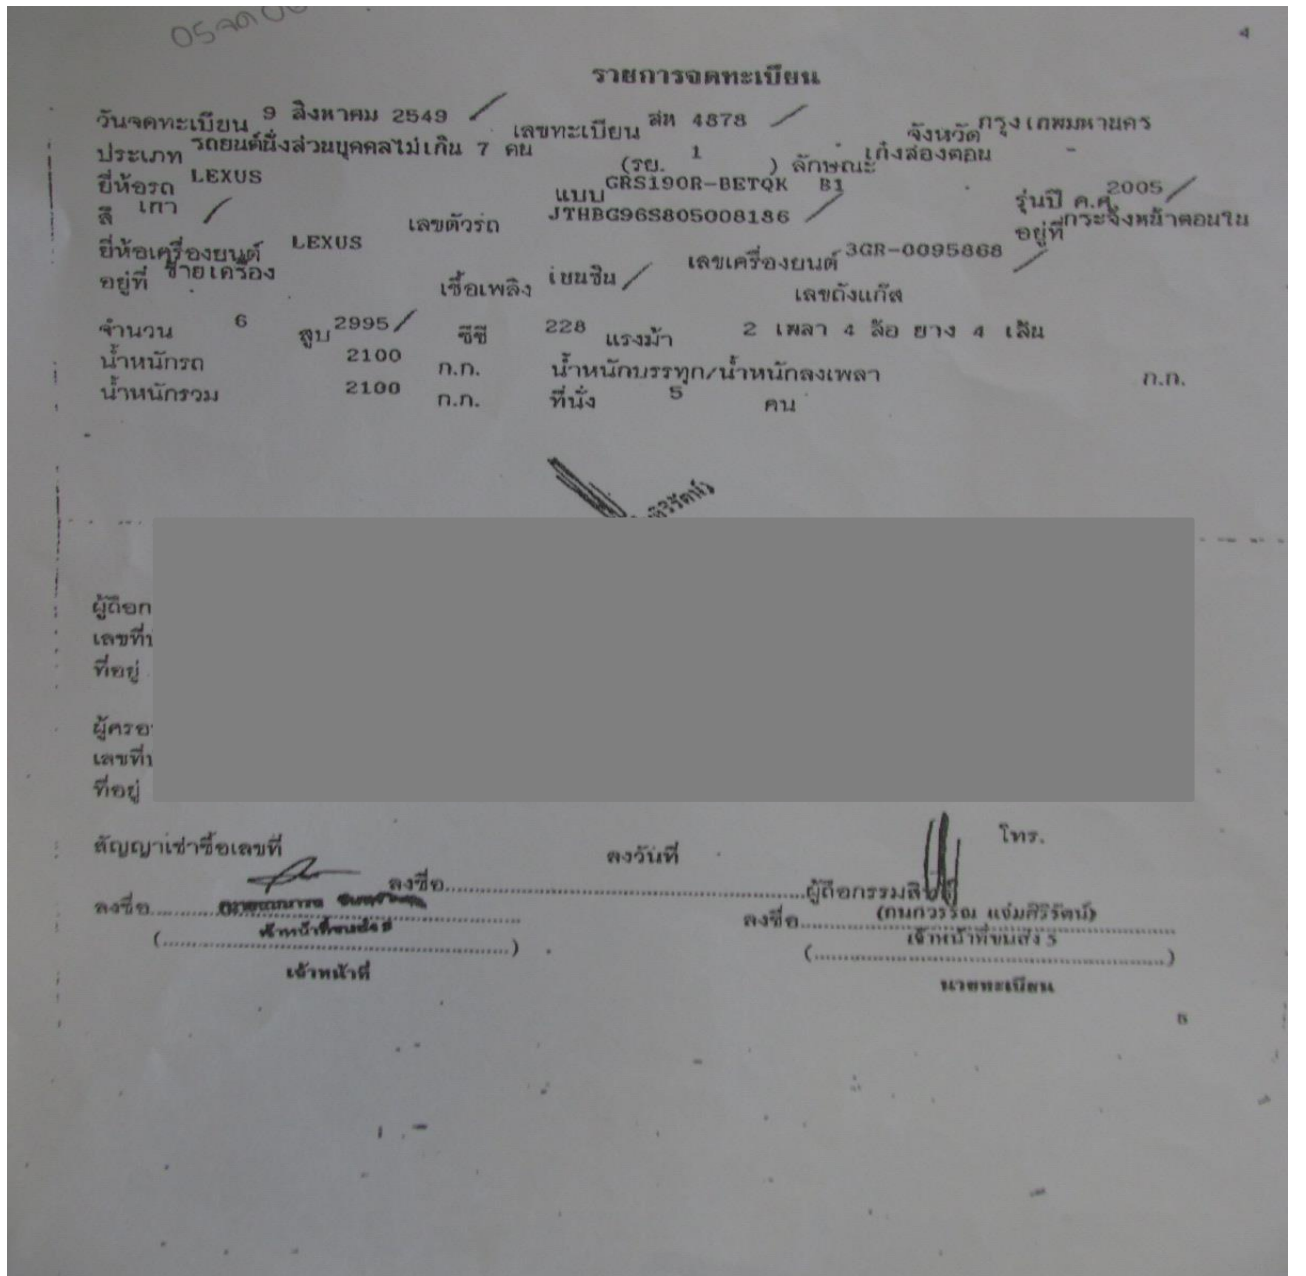 4
รายการจดทะเบียน
วันจดทะเบียน 9 สิงหาคม 2549 เลขทะเบียน สห 4878 จังหวัด กรุงเทพมหานคร
ประเภท รถยนต์นั่งส่วนบุคคลไม่เกิน 7 คน (รย. 1 ) ลักษณะ เก๋งสองตอน
ยี่ห้อรถ LEXUS แบบ GRS190R-BETQK B1 รุ่นปี ค.ศ. 2005
สี เทา เลขตัวรถ JTHBG96S805008186 อยู่ที่ กระจังหน้าตอนใน
ยี่ห้อเครื่องยนต์ LEXUS เลขเครื่องยนต์ 3GR-0095868
อยู่ที่ ซ้ายเครื่อง เชื้อเพลิง เบนซิน เลขถังแก๊ส
จำนวน 6 สูบ 2995 ซีซี 228 แรงม้า 2 เพลา 4 ล้อ ยาง 4 เส้น
น้ำหนักรถ 2100 ก.ก. น้ำหนักบรรทุก/น้ำหนักลงเพลา ก.ก.
น้ำหนักรวม 2100 ก.ก. ที่นั่ง 5 คน
ผู้ถือก
เลขที่
ที่อยู่
ผู้ครอ
เลขที่
ที่อยู่
สัญญาเช่าซื้อเลขที่ ลงวันที่ โทร.
ลงชื่อ ผู้ถือกรรมสิทธิ์
ลงชื่อ ลงชื่อ (กนกวรรณ แจ่มศิริรัตน์)
เจ้าหน้าที่ขนส่ง 5
เจ้าหน้าที่ นายทะเบียน
5